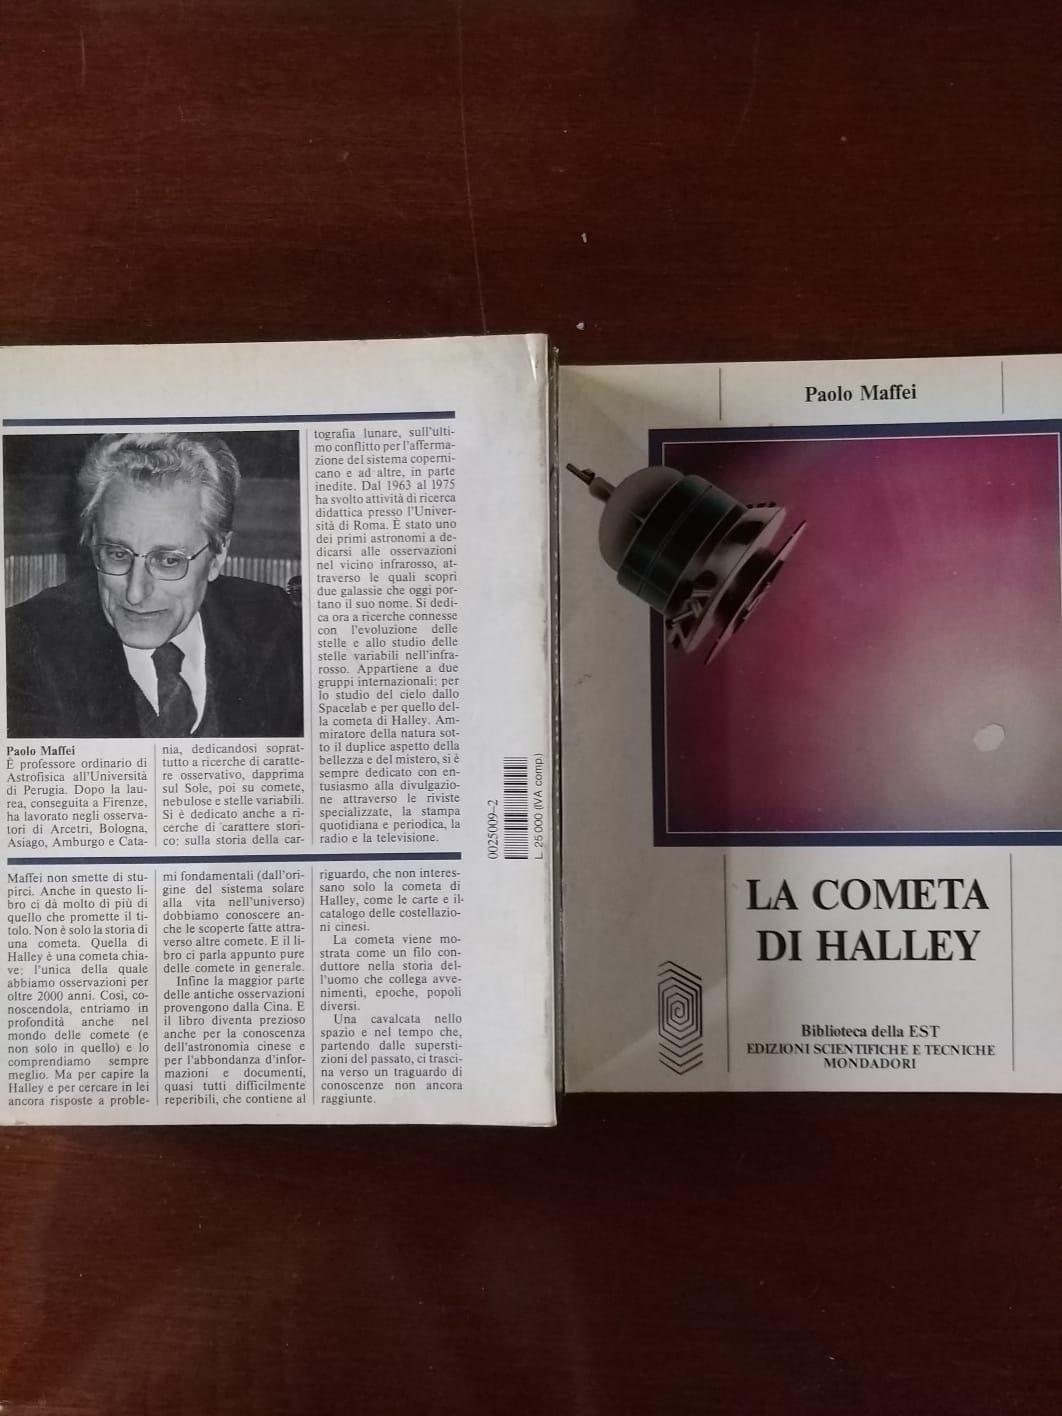 tografia lunare, sull'ulti-
mo conflitto per l'afferma-
zione del sistema coperni-
cano e ad altre, in parte
inedite. Dal 1963 al 1975
ha svolto attività di ricerca
didattica presso l'Univer-
sità di Roma. È stato uno
dei primi astronomi a de-
dicarsi alle osservazioni
nel vicino infrarosso, at-
traverso le quali scoprì
due galassie che oggi por-
tano il suo nome. Si dedi-
ca ora a ricerche connesse
con l'evoluzione delle
stelle e allo studio delle
stelle variabili nell'infra-
rosso. Appartiene a due
gruppi internazionali: per
lo studio del cielo dallo
Spacelab e per quello del-
la cometa di Halley. Am-
miratore della natura sot-
to il duplice aspetto della
bellezza e del mistero, si è
sempre dedicato con en-
tusiasmo alla divulgazio-
ne attraverso le riviste
specializzate, la stampa
quotidiana e periodica, la
radio e la televisione.
Paolo Maffei
È professore ordinario di
Astrofisica all'Università
di Perugia. Dopo la lau-
rea, conseguita a Firenze,
ha lavorato negli osserva-
tori di Arcetri, Bologna,
Asiago, Amburgo e Cata-
nia, dedicandosi soprat-
tutto a ricerche di caratte-
re osservativo, dapprima
sul Sole, poi su comete,
nebulose e stelle variabili.
Si è dedicato anche a ri-
cerche di carattere stori-
co: sulla storia della car-
Maffei non smette di stu-
pirci. Anche in questo li-
bro ci dà molto di più di
quello che promette il ti-
tolo. Non è solo la storia di
una cometa. Quella di
Halley è una cometa chia-
ve: l'unica della quale
abbiamo osservazioni per
oltre 2000 anni. Così, co-
noscendola, entriamo in
profondità anche nel
mondo delle comete (e
non solo in quello) e lo
comprendiamo sempre
meglio. Ma per capire la
Halley e per cercare in lei
ancora risposte a proble-
mi fondamentali (dall'ori-
gine del sistema solare
alla vita nell'universo)
dobbiamo conoscere an-
che le scoperte fatte attra-
verso altre comete. E il li-
bro ci parla appunto pure
delle comete in generale.
Infine la maggior parte
delle antiche osservazioni
provengono dalla Cina. E
il libro diventa prezioso
anche per la conoscenza
dell'astronomia cinese e
per l'abbondanza d'infor-
mazioni e documenti,
quasi tutti difficilmente
reperibili, che contiene al
riguardo, che non interes-
sano solo la cometa di
Halley, come le carte e il
catalogo delle costellazio-
ni cinesi.
La cometa viene mo-
strata come un filo con-
duttore nella storia del-
l'uomo che collega avve-
nimenti, epoche, popoli
diversi.
Una cavalcata nello
spazio e nel tempo che,
partendo dalle supersti-
zioni del passato, ci trasci-
na verso un traguardo di
conoscenze non ancora
raggiunte.
0025009-2
L. 25 000 (IVA comp.)
Paolo Maffei
LA COMETA
DI HALLEY
Biblioteca della EST
EDIZIONI SCIENTIFICHE E TECNICHE
MONDADORI